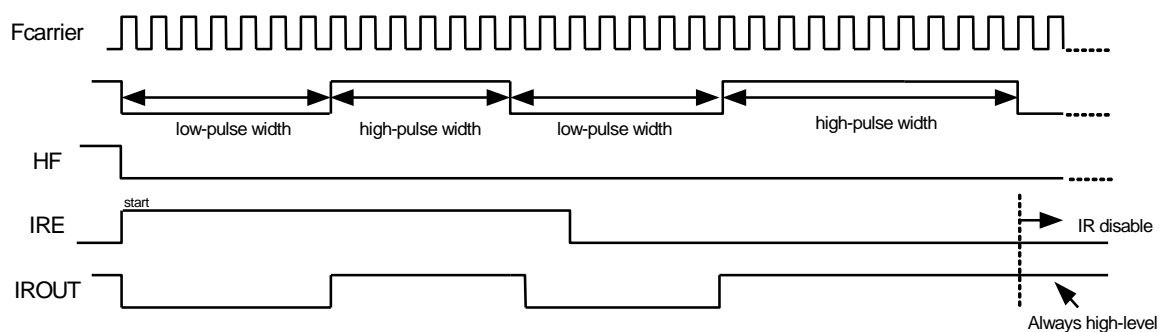 Fcarrier
low-pulse width
high-pulse width
low-pulse width
high-pulse width
HF
start
IRE
IR disable
IROUT
Always high-level